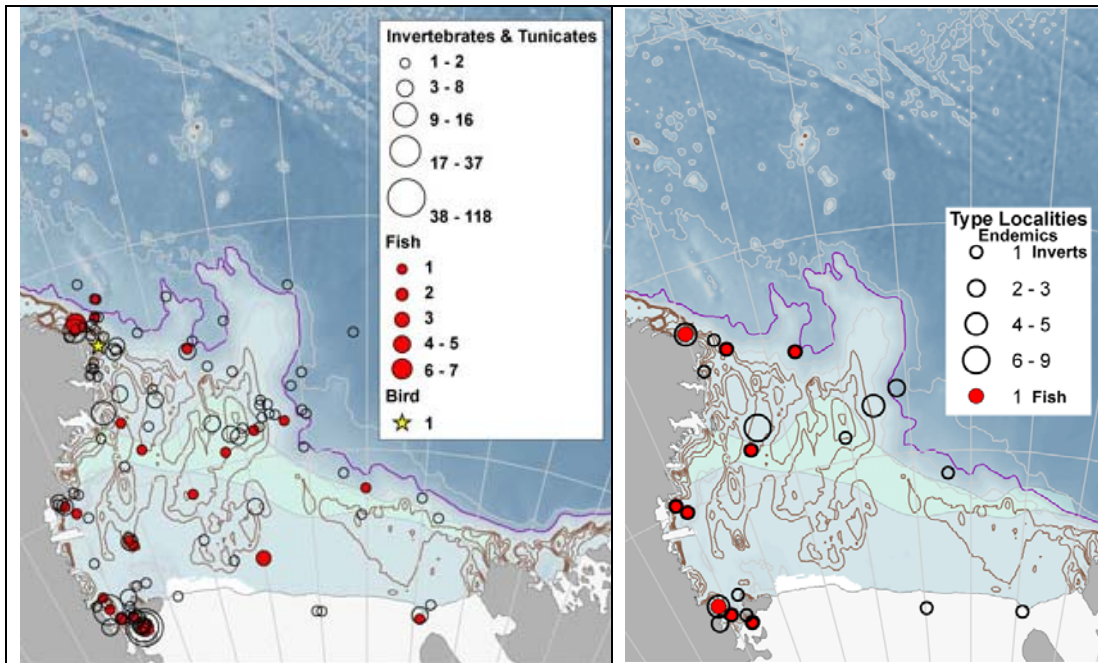 Invertebrates & Tunicates
1 - 2
3 - 8
9 - 16
17 - 37
38 - 118
Fish
1
2
3
4 - 5
6 - 7
Bird
1
Type Localities
Endemics
1 Inverts
2 - 3
4 - 5
6 - 9
1 Fish